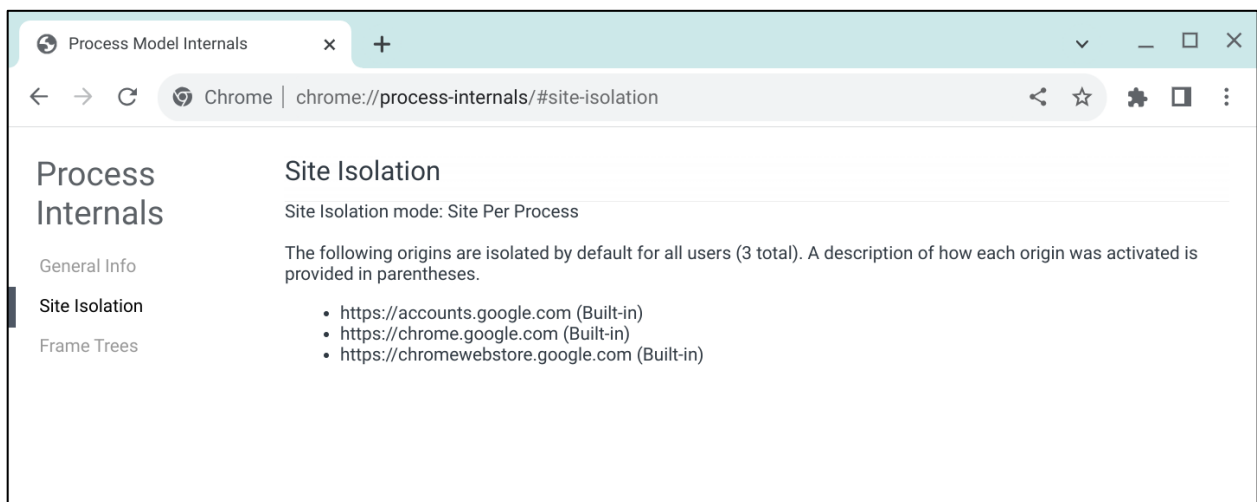 Process Model Internals
Chrome | chrome://process-internals/#site-isolation
Process
Internals
General Info
Site Isolation
Frame Trees
Site Isolation
Site Isolation mode: Site Per Process
The following origins are isolated by default for all users (3 total). A description of how each origin was activated is
provided in parentheses.
• https://accounts.google.com (Built-in)
• https://chrome.google.com (Built-in)
• https://chromewebstore.google.com (Built-in)